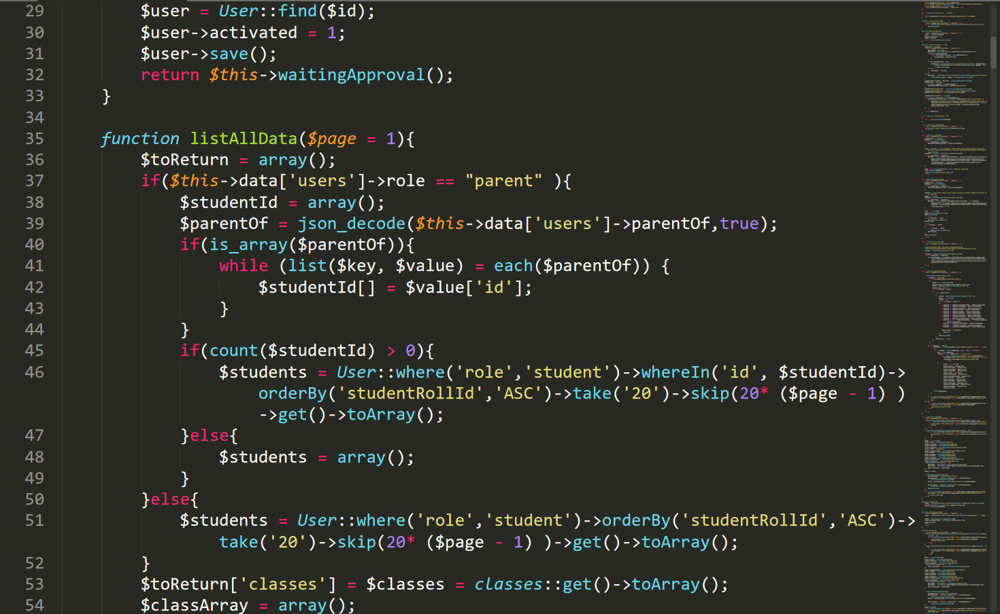 29 $user = User::find($id);
30 $user->activated = 1;
31 $user->save();
32 return $this->waitingApproval();
33 }
34
35 function listAllData($page = 1){
36 $toReturn = array();
37 if($this->data['users']->role == "parent" ){
38 $studentId = array();
39 $parentOf = json_decode($this->data['users']->parentOf,true);
40 if(is_array($parentOf)){
41 while (list($key, $value) = each($parentOf)) {
42 $studentId[] = $value['id'];
43 }
44 }
45 if(count($studentId) > 0){
46 $students = User::where('role','student')->whereIn('id', $studentId)->
orderBy('studentRollId','ASC')->take('20')->skip(20* ($page - 1) )
->get()->toArray();
47 }else{
48 $students = array();
49 }
50 }else{
51 $students = User::where('role','student')->orderBy('studentRollId','ASC')->
take('20')->skip(20* ($page - 1) )->get()->toArray();
52 }
53 $toReturn['classes'] = $classes = classes::get()->toArray();
54 $classArray = array();